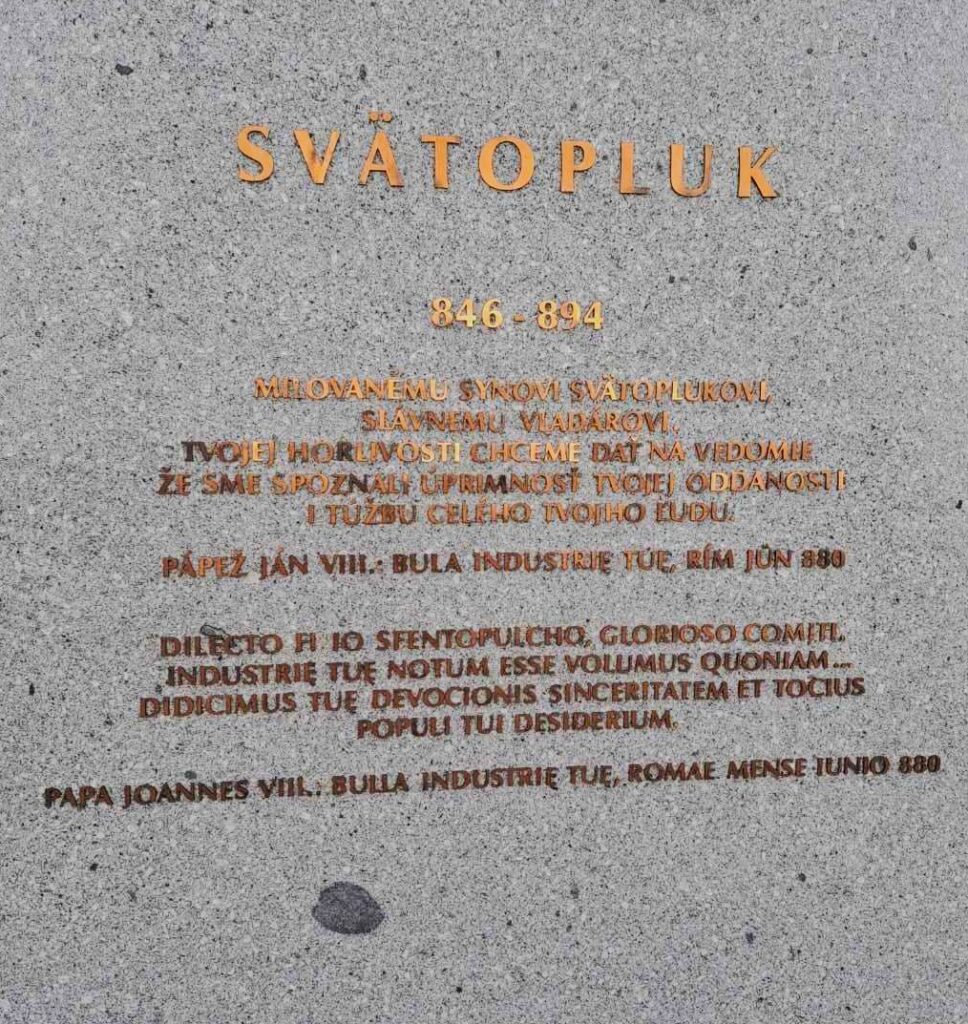 SVÄTOPLUK
846 - 894
MILOVANÉMU SYNOVI SVÄTOPLUKOVI,
SLÁVNEMU VLADÁROVI.
TVOJEJ HORLIVOSTI CHCEME DAŤ NA VEDOMIE
ŽE SME SPOZNALI ÚPRIMNOSŤ TVOJEJ ODDANOSTI
I TÚŽBU CELÉHO TVOJHO ĽUDU.
PÁPEŽ JÁN VIII.: BULA INDUSTRIĘ TUĘ, RÍM JÚN 880
DILECTO FI IO SFENTOPULCHO, GLORIOSO COMITI.
INDUSTRIĘ TUĘ NOTUM ESSE VOLUMUS QUONIAM...
DIDICIMUS TUĘ DEVOCIONIS SINCERITATEM ET TOCIUS
POPULI TUI DESIDERIUM.
PAPA JOANNES VIII.: BULLA INDUSTRIĘ TUĘ, ROMAE MENSE IUNIO 880